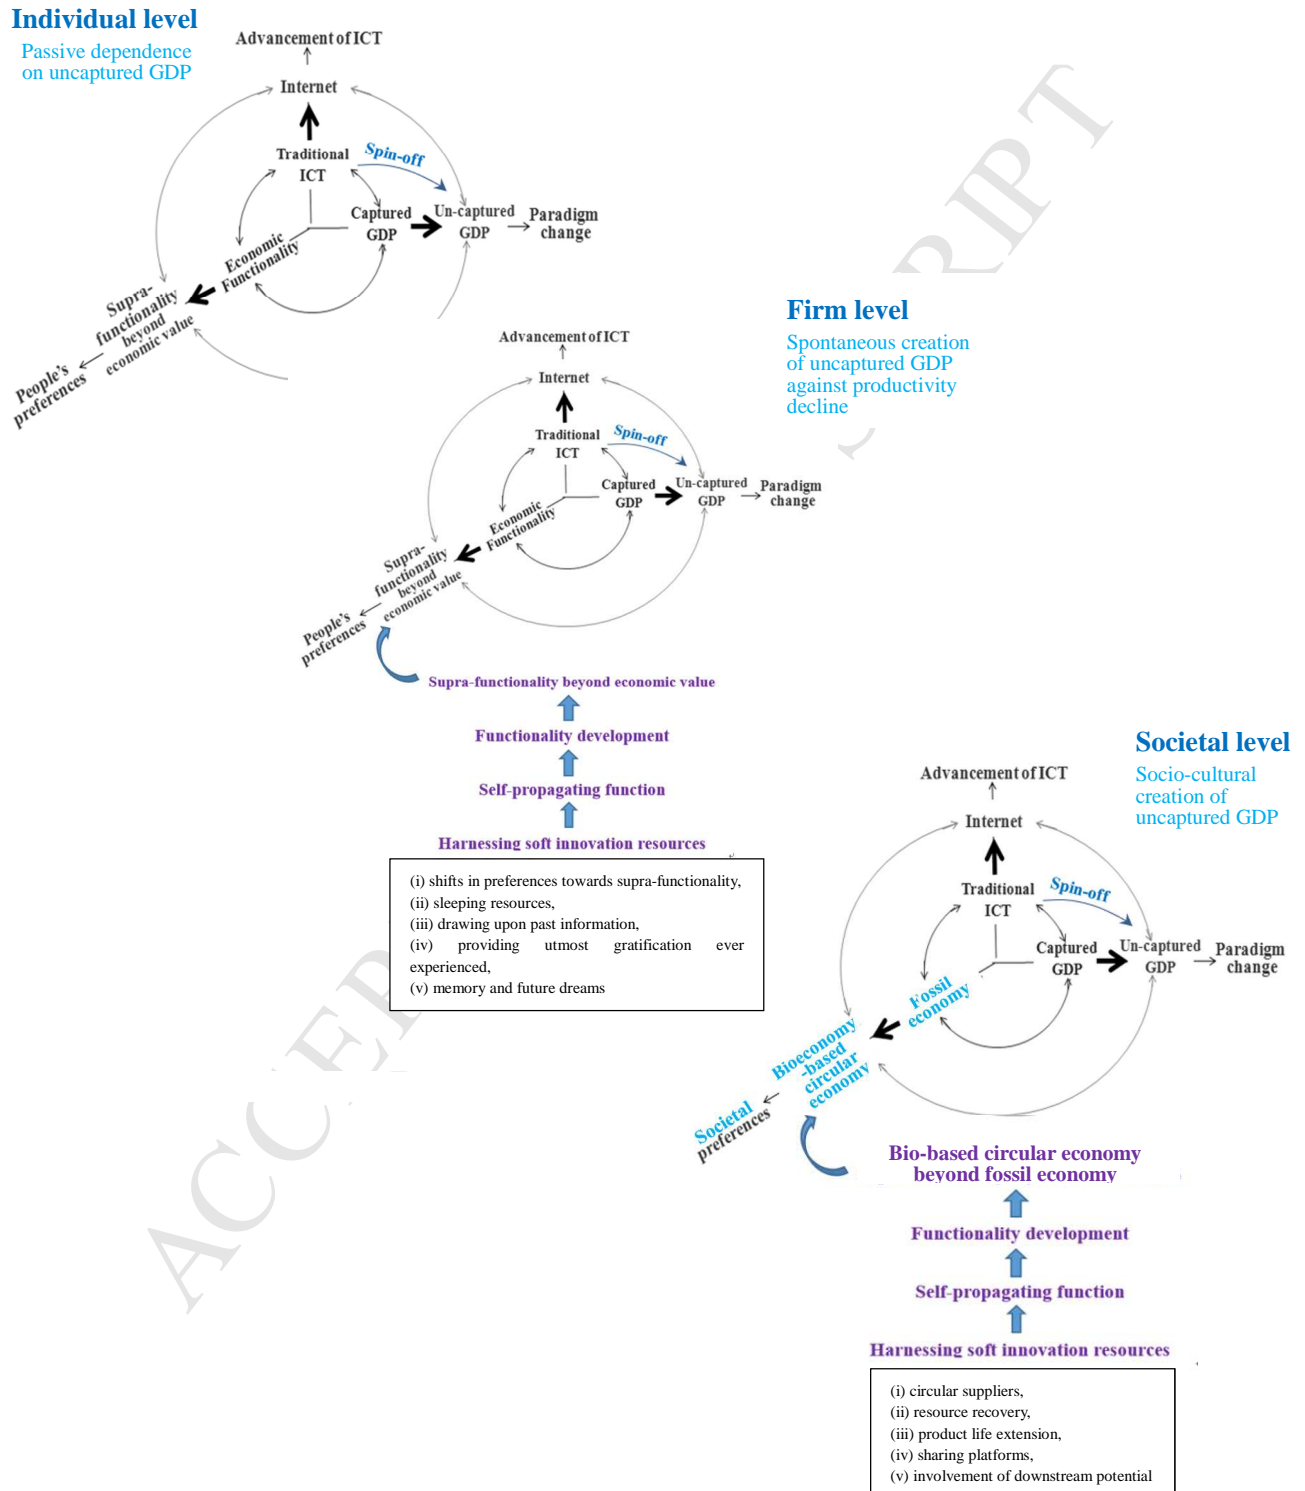 Individual level
Passive dependence
on uncaptured GDP
Advancement of ICT
Internet
Traditional
ICT
Spin-off
Captured
GDP
Un-captured
GDP
Paradigm
change
Economic
Functionality
Supra-
functionality
beyond
economic value
People's
preferences
Firm level
Spontaneous creation
of uncaptured GDP
against productivity
decline
Advancement of ICT
Internet
Traditional
ICT
Spin-off
Captured
GDP
Un-captured
GDP
Paradigm
change
Economic
Functionality
Supra-
functionality
beyond
economic value
People's
preferences
Supra-functionality beyond economic value
Functionality development
Self-propagating function
Harnessing soft innovation resources
(i) shifts in preferences towards supra-functionality,
(ii) sleeping resources,
(iii) drawing upon past information,
(iv) providing utmost gratification ever
experienced,
(v) memory and future dreams
Societal level
Socio-cultural
creation of
uncaptured GDP
Advancement of ICT
Internet
Traditional
ICT
Spin-off
Captured
GDP
Un-captured
GDP
Paradigm
change
Fossil
economy
Bioeconomy
-based
circular
economy
Societal
preferences
Bio-based circular economy
beyond fossil economy
Functionality development
Self-propagating function
Harnessing soft innovation resources
(i) circular suppliers,
(ii) resource recovery,
(iii) product life extension,
(iv) sharing platforms,
(v) involvement of downstream potential